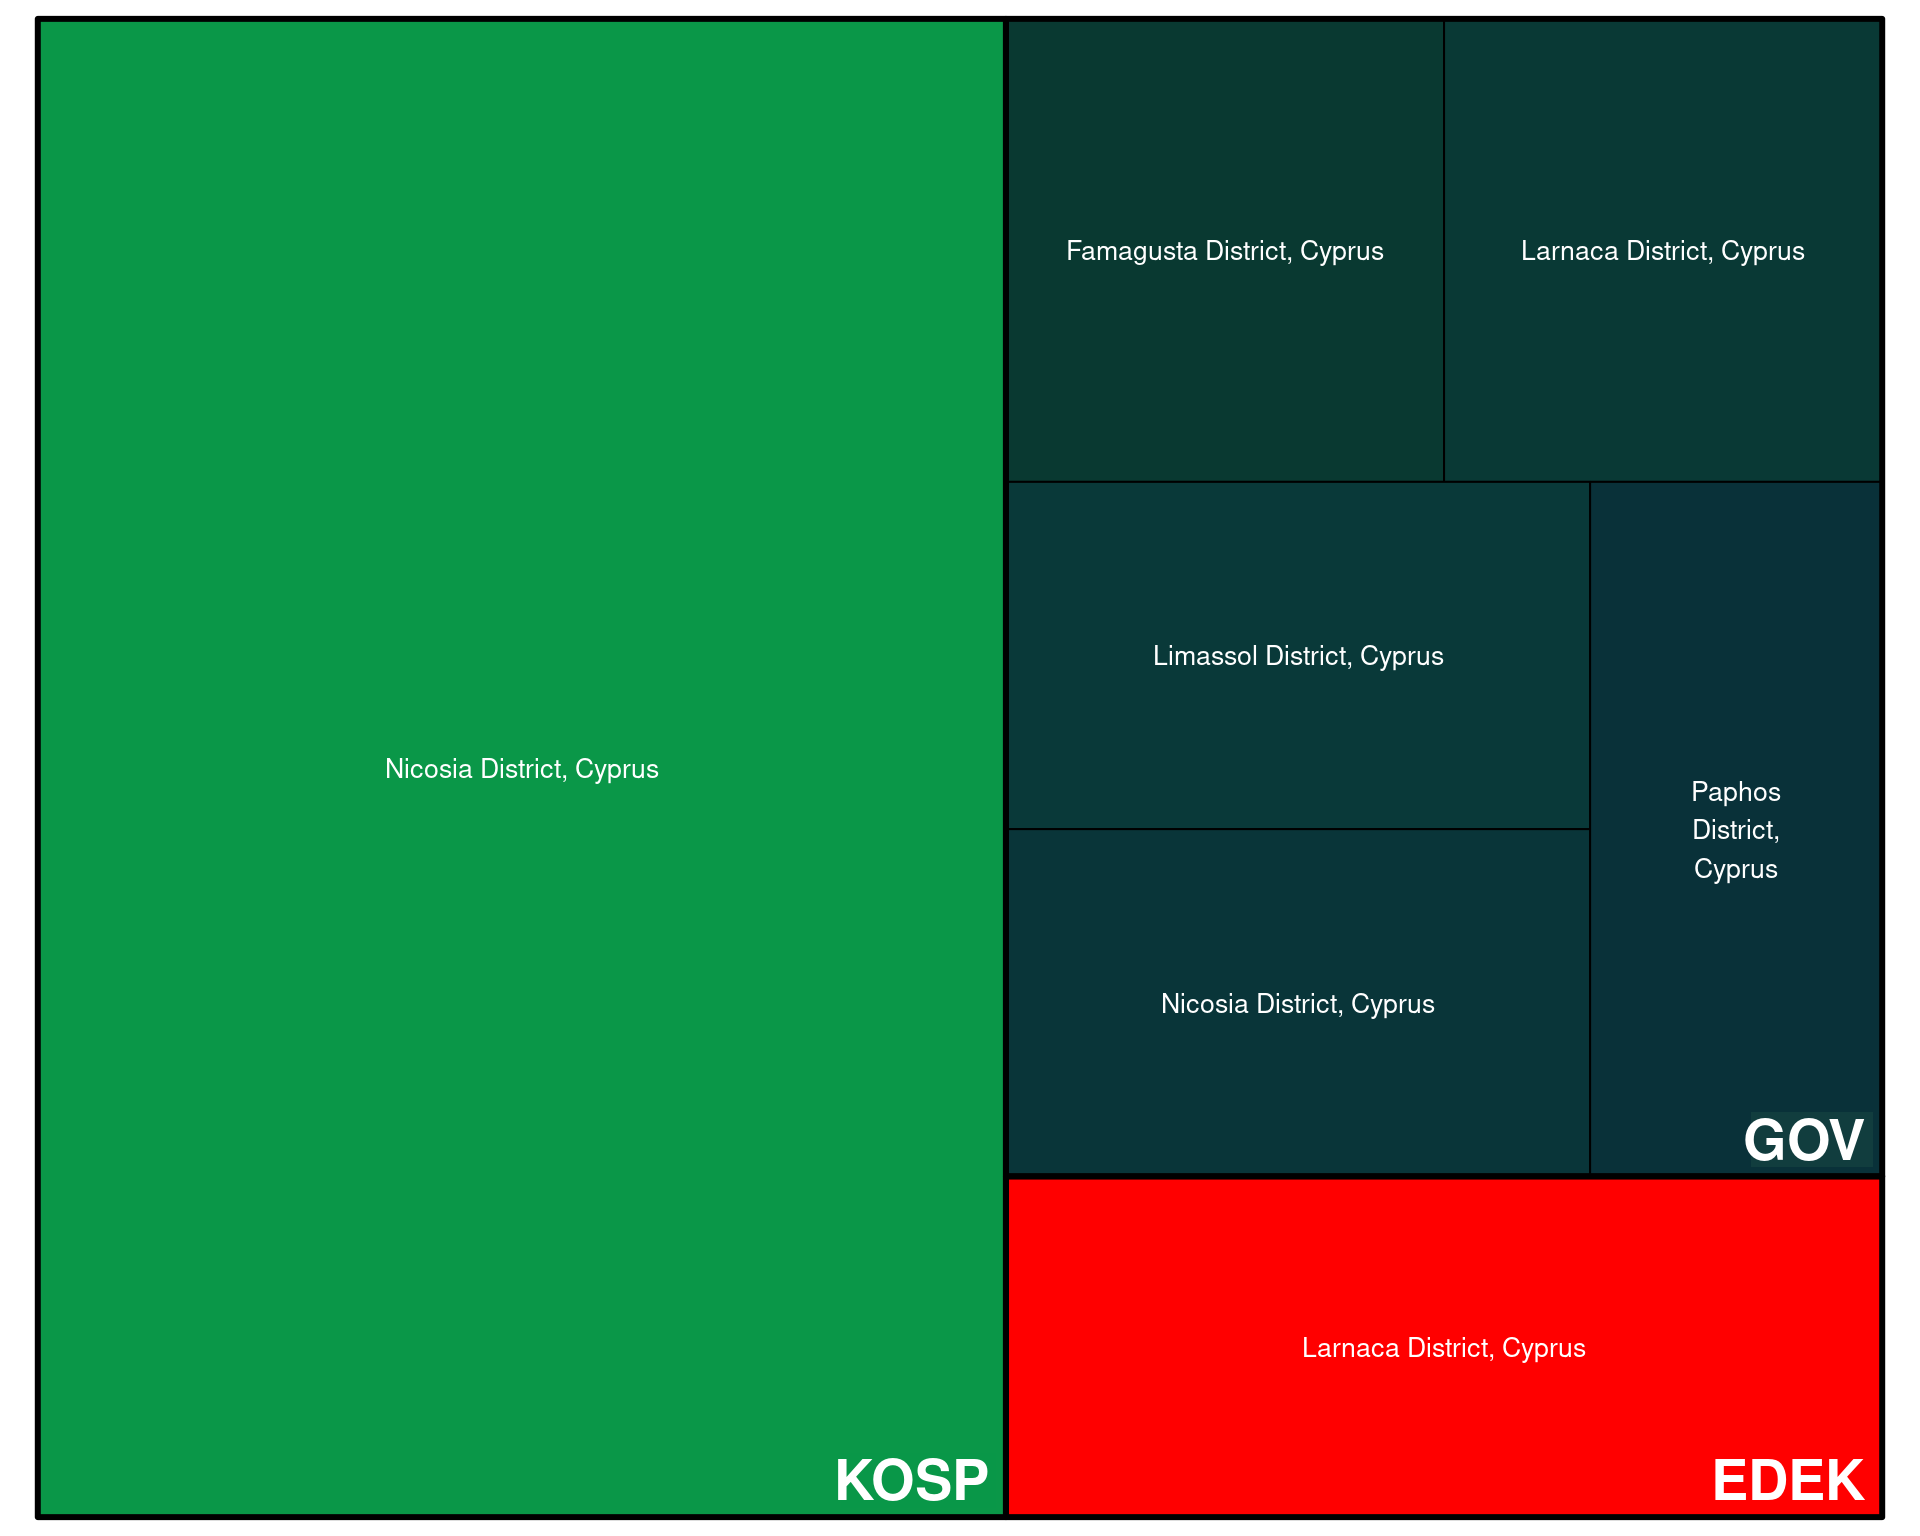 Nicosia District, Cyprus
KOSP
Famagusta District, Cyprus
Larnaca District, Cyprus
Limassol District, Cyprus
Paphos
District,
Cyprus
Nicosia District, Cyprus
GOV
Larnaca District, Cyprus
EDEK